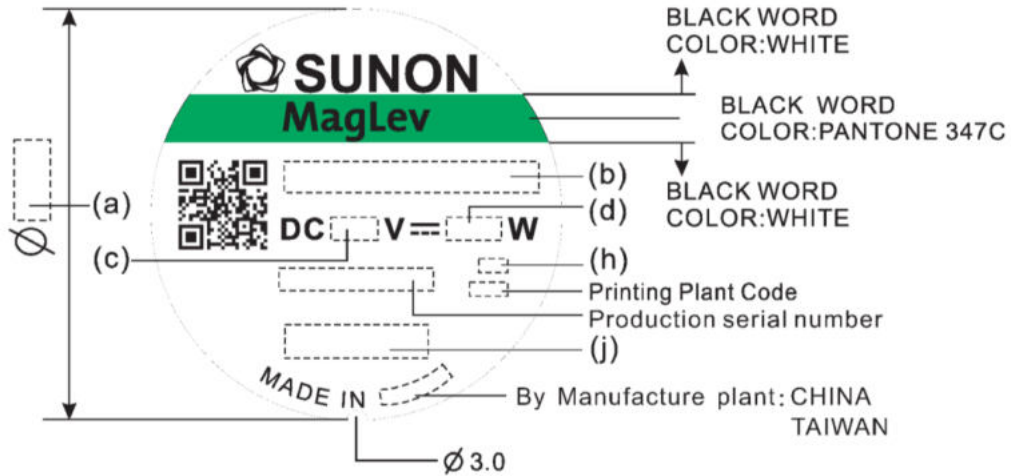 BLACK WORD
COLOR:WHITE
SUNON
MagLev
BLACK WORD
COLOR:PANTONE 347C
(a)
Ø
(b)
BLACK WORD
COLOR:WHITE
DC V⎓ W
(d)
(c)
(h)
Printing Plant Code
Production serial number
(j)
MADE IN
By Manufacture plant: CHINA
TAIWAN
Ø 3.0